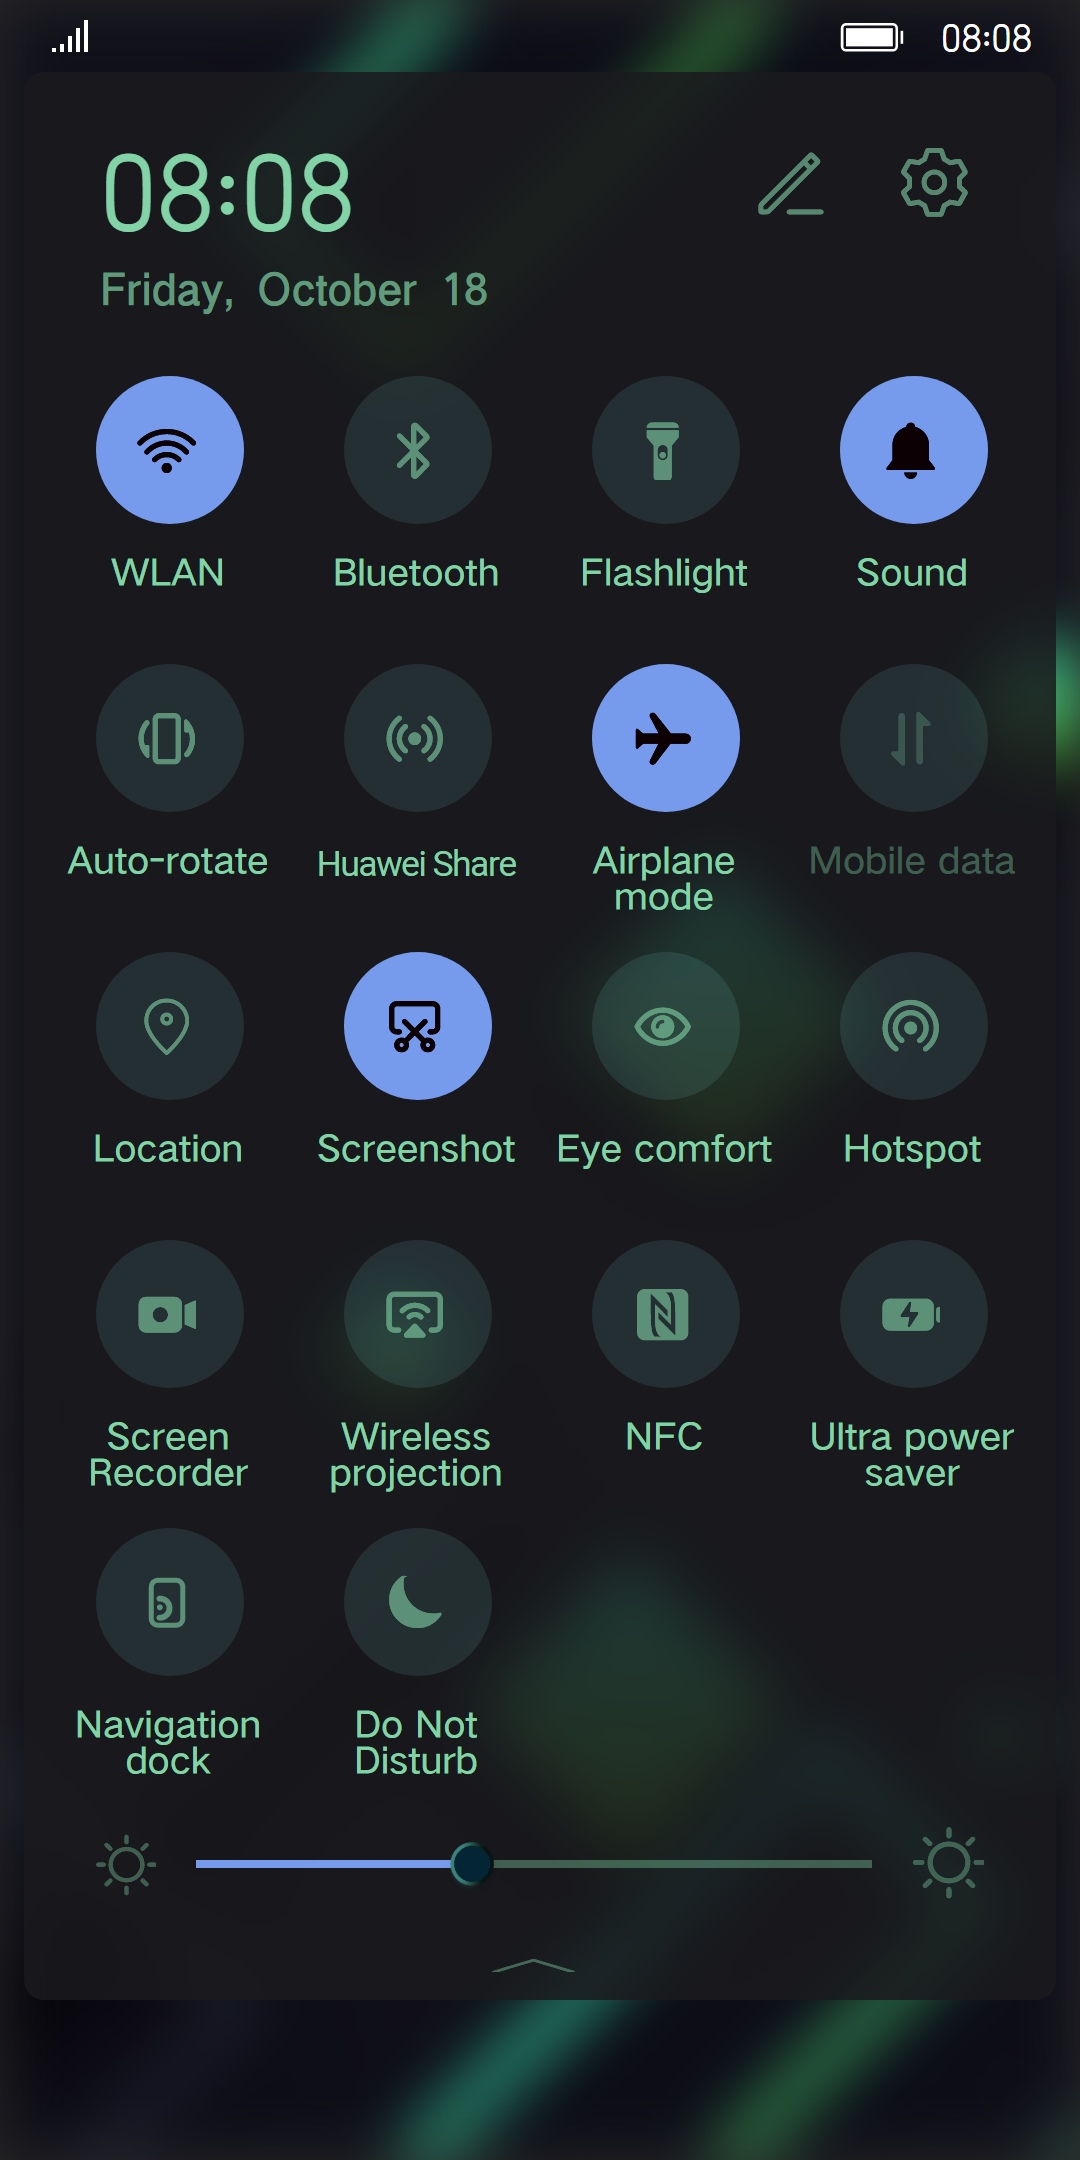 08:08
08:08
Friday, October 18
WLAN
Bluetooth
Flashlight
Sound
Auto-rotate
Huawei Share
Airplane
mode
Mobile data
Location
Screenshot
Eye comfort
Hotspot
Screen
Recorder
Wireless
projection
NFC
Ultra power
saver
Navigation
dock
Do Not
Disturb